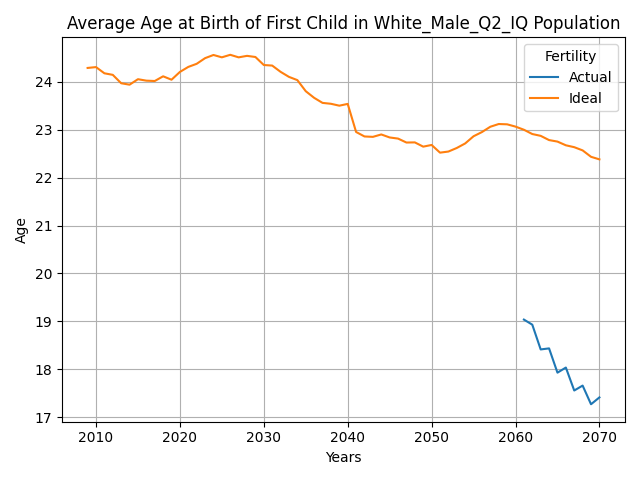 Average Age at Birth of First Child in White_Male_Q2_IQ Population
Fertility
Actual
Ideal
Age
24
23
22
21
20
19
18
17
2010 2020 2030 2040 2050 2060 2070
Years